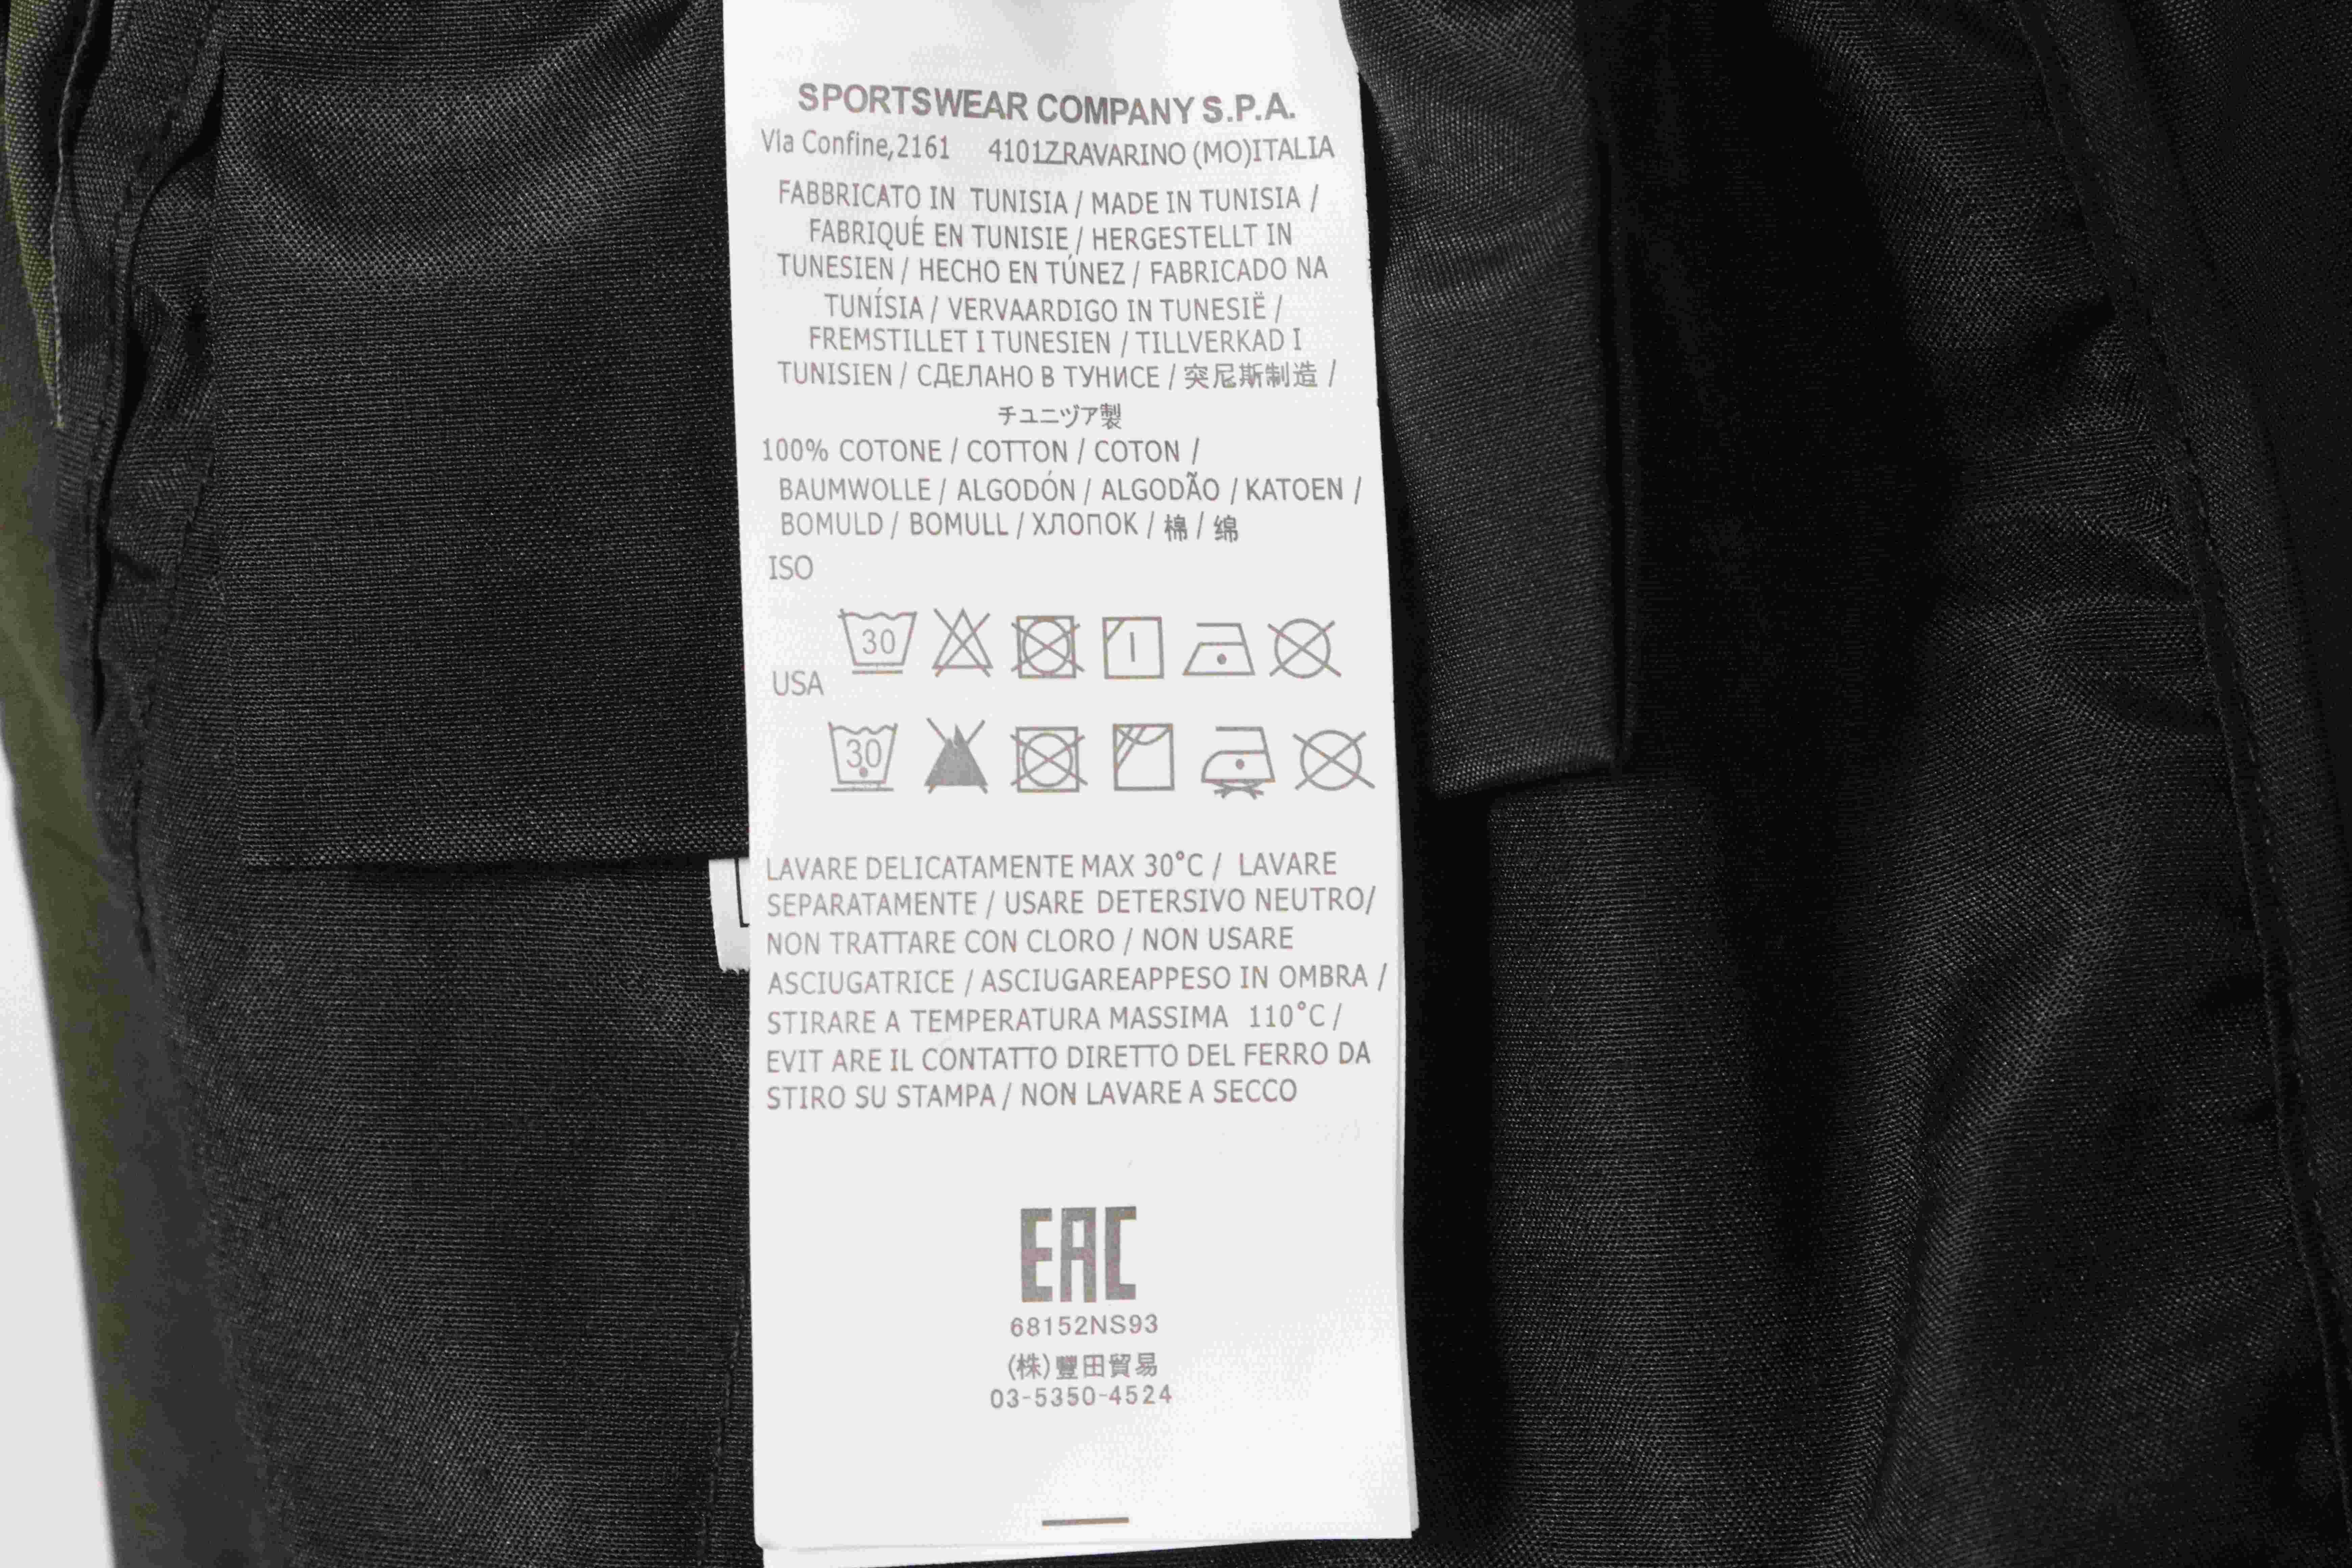 SPORTSWEAR COMPANY S.P.A.
Via Confine,2161 4101ZRAVARINO (MO)ITALIA
FABBRICATO IN TUNISIA / MADE IN TUNISIA /
FABRIQUÉ EN TUNISIE / HERGESTELLT IN
TUNESIEN / HECHO EN TÚNEZ / FABRICADO NA
TUNÍSIA / VERVAARDIGO IN TUNESIË /
FREMSTILLET I TUNESIEN / TILLVERKAD I
TUNISIEN / СДЕЛАНО В ТУНИСЕ / 突尼斯制造 /
チュニヅア製
100% COTONE / COTTON / COTON /
BAUMWOLLE / ALGODÓN / ALGODÃO / KATOEN /
BOMULD / BOMULL / ХЛОПОК / 棉 / 绵
ISO
30
USA
30
LAVARE DELICATAMENTE MAX 30°C / LAVARE
SEPARATAMENTE / USARE DETERSIVO NEUTRO/
NON TRATTARE CON CLORO / NON USARE
ASCIUGATRICE / ASCIUGAREAPPESO IN OMBRA /
STIRARE A TEMPERATURA MASSIMA 110°C /
EVIT ARE IL CONTATTO DIRETTO DEL FERRO DA
STIRO SU STAMPA / NON LAVARE A SECCO
EAC
68152NS93
(株)豐田貿易
03-5350-4524